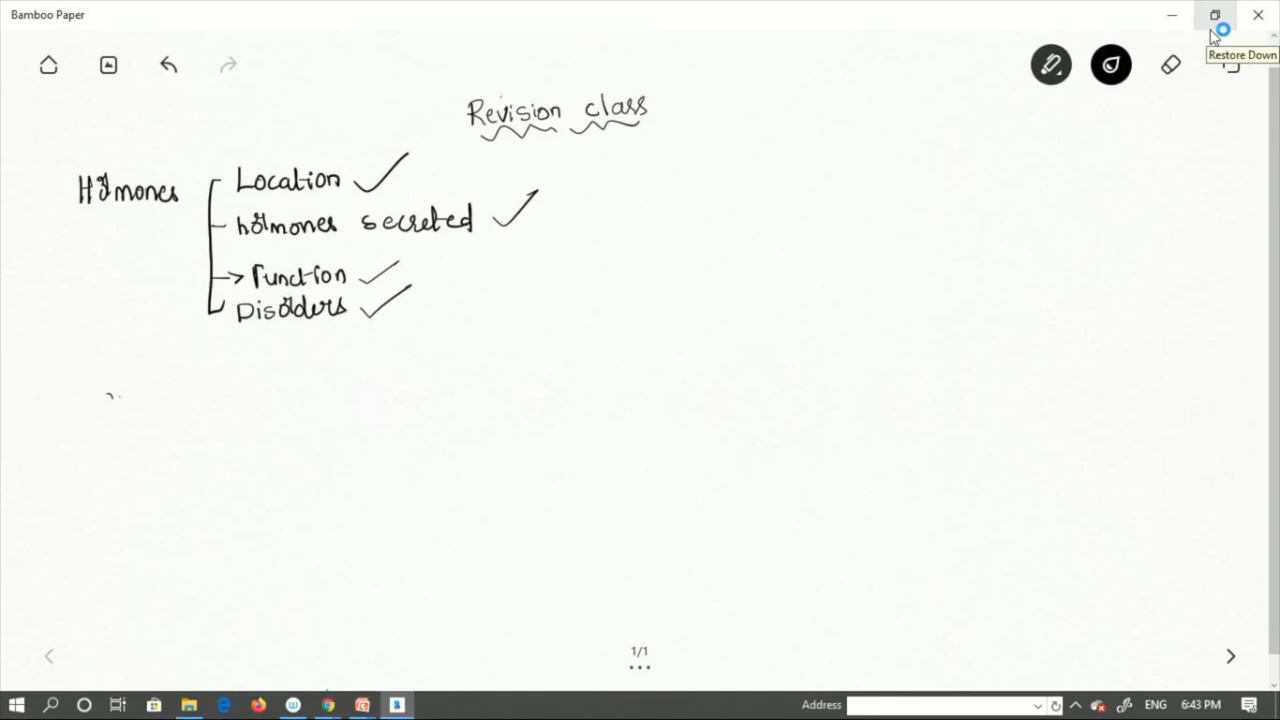 Bamboo Paper
Restore Down
Revision class
Hormones
Location
hormones secreted
Function
Disorders
1/1
Address
ENG
6:43 PM